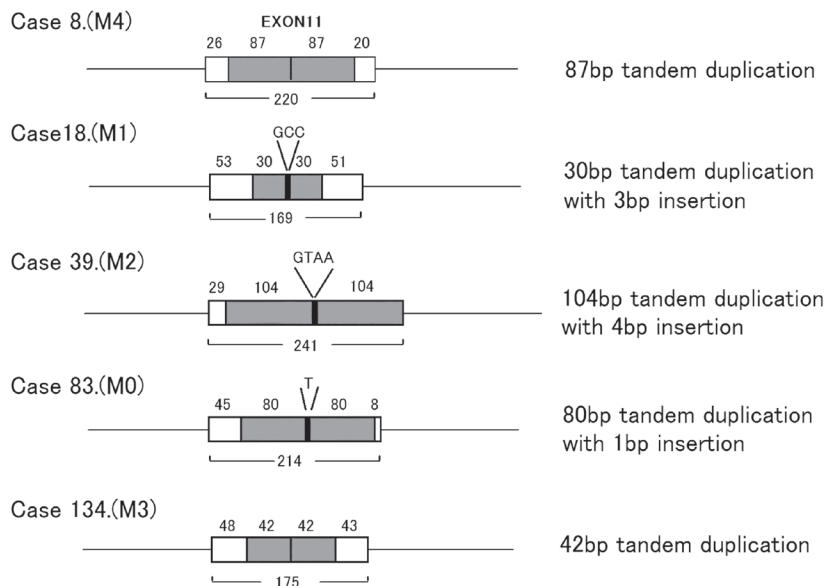 Case 8.(M4)
EXON11
26 87 87 20
220
87bp tandem duplication
Case18.(M1)
GCC
53 30 30 51
169
30bp tandem duplication
with 3bp insertion
Case 39.(M2)
GTAA
29 104 104
241
104bp tandem duplication
with 4bp insertion
Case 83.(M0)
T
45 80 80 8
214
80bp tandem duplication
with 1bp insertion
Case 134.(M3)
48 42 42 43
175
42bp tandem duplication